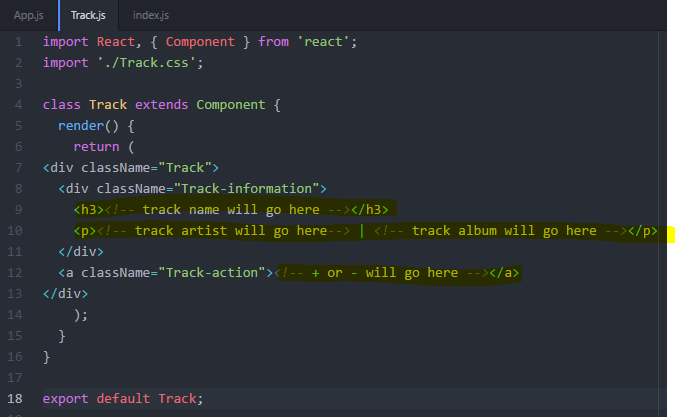 App.js Track.js index.js
1 import React, { Component } from 'react';
2 import './Track.css';
3
4 class Track extends Component {
5   render() {
6     return (
7 <div className="Track">
8   <div className="Track-information">
9     <h3><!-- track name will go here --></h3>
10     <p><!-- track artist will go here--> | <!-- track album will go here --></p>
11   </div>
12   <a className="Track-action"><!-- + or - will go here --></a>
13 </div>
14     );
15   }
16 }
17
18 export default Track;